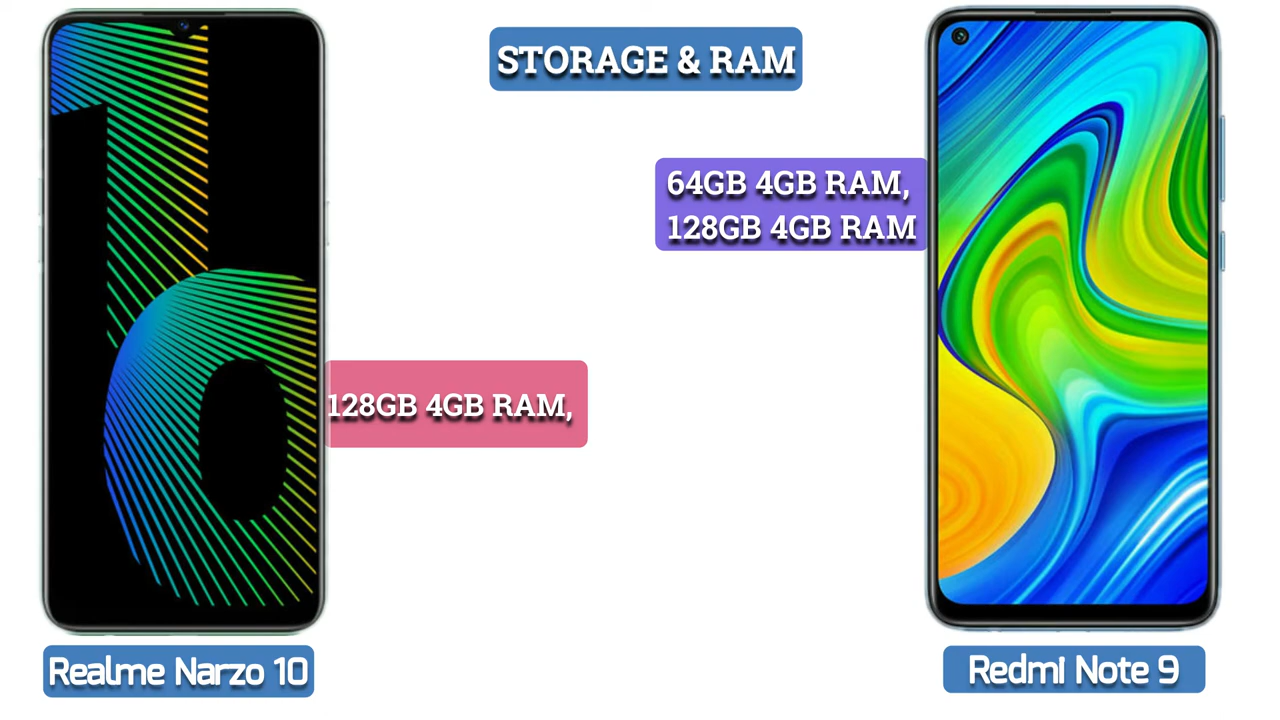 STORAGE & RAM
64GB 4GB RAM,
128GB 4GB RAM
128GB 4GB RAM,
Realme Narzo 10
Redmi Note 9